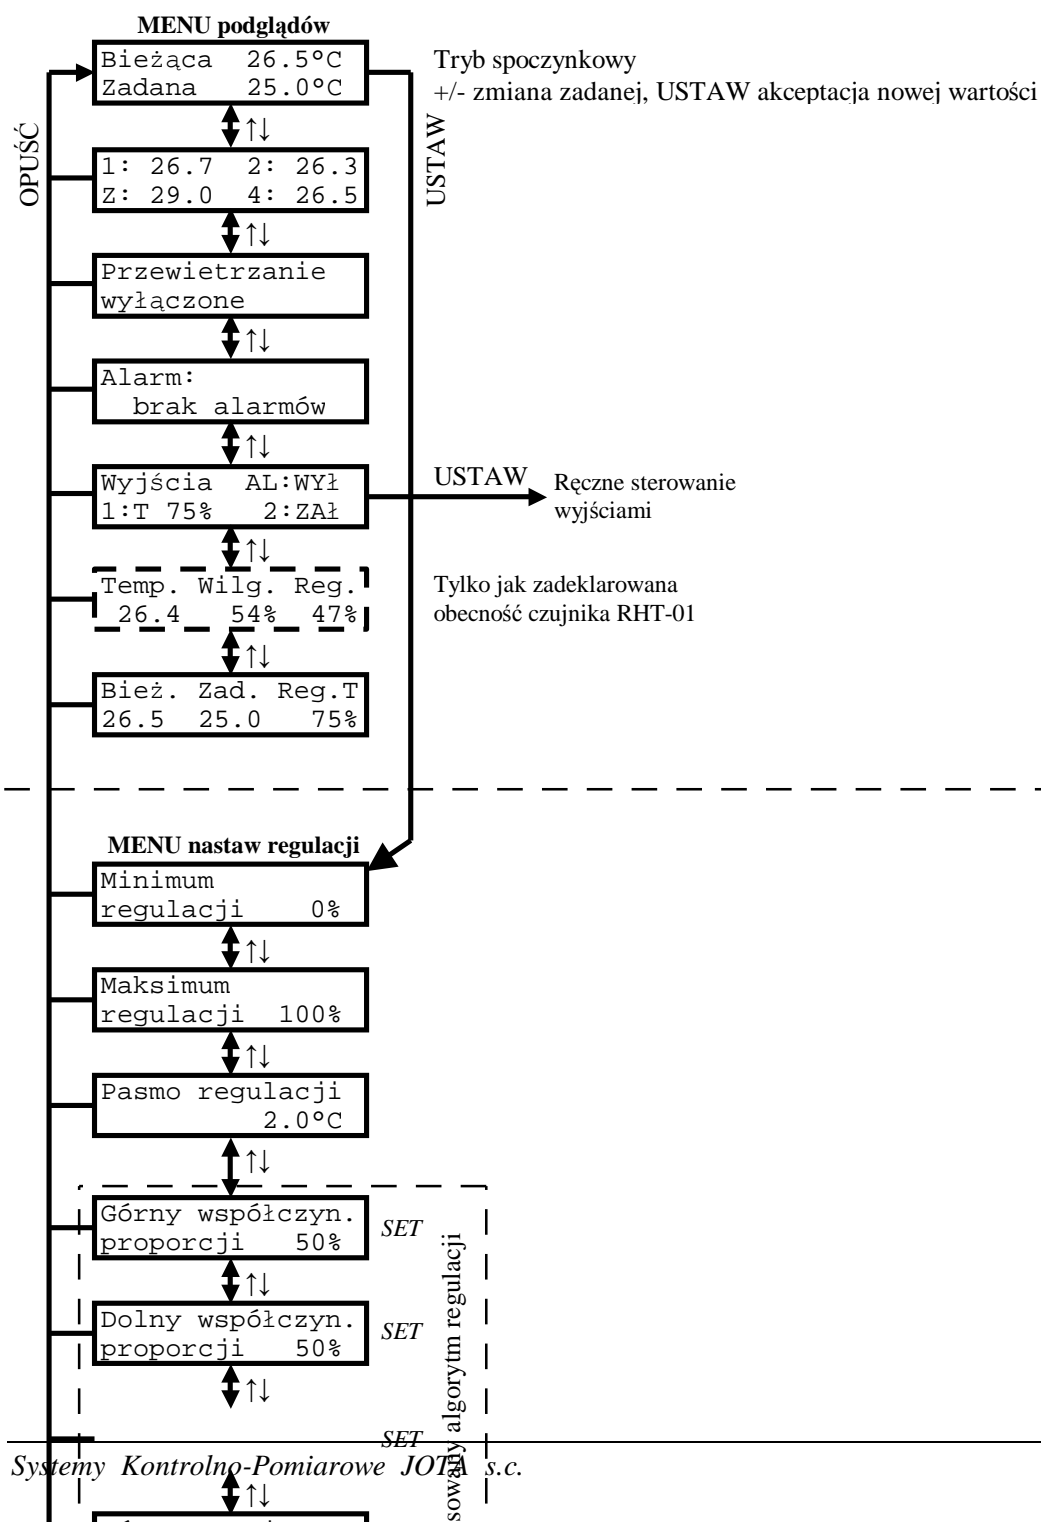 MENU podglądów
Bieżąca 26.5°C
Zadana 25.0°C
Tryb spoczynkowy
+/- zmiana zadanej, USTAW akceptacja nowej wartości
OPUŚĆ
USTAW
↑↓
1: 26.7 2: 26.3
Z: 29.0 4: 26.5
↑↓
Przewietrzanie
wyłączone
↑↓
Alarm:
brak alarmów
↑↓
Wyjścia AL:WYł
1:T 75% 2:ZAł
USTAW
Ręczne sterowanie
wyjściami
↑↓
Temp. Wilg. Reg.
26.4 54% 47%
Tylko jak zadeklarowana
obecność czujnika RHT-01
↑↓
Bież. Zad. Reg.T
26.5 25.0 75%
MENU nastaw regulacji
Minimum
regulacji 0%
↑↓
Maksimum
regulacji 100%
↑↓
Pasmo regulacji
2.0°C
↑↓
Górny współczyn.
proporcji 50%
SET
↑↓
Dolny współczyn.
proporcji 50%
SET
↑↓
SET
sowany algorytm regulacji
Systemy Kontrolno-Pomiarowe JOTA s.c.
↑↓